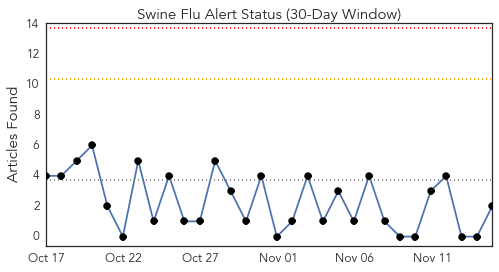 Swine Flu Alert Status (30-Day Window)
Articles Found
14
12
10
8
6
4
2
0
Oct 17
Oct 22
Oct 27
Nov 01
Nov 06
Nov 11